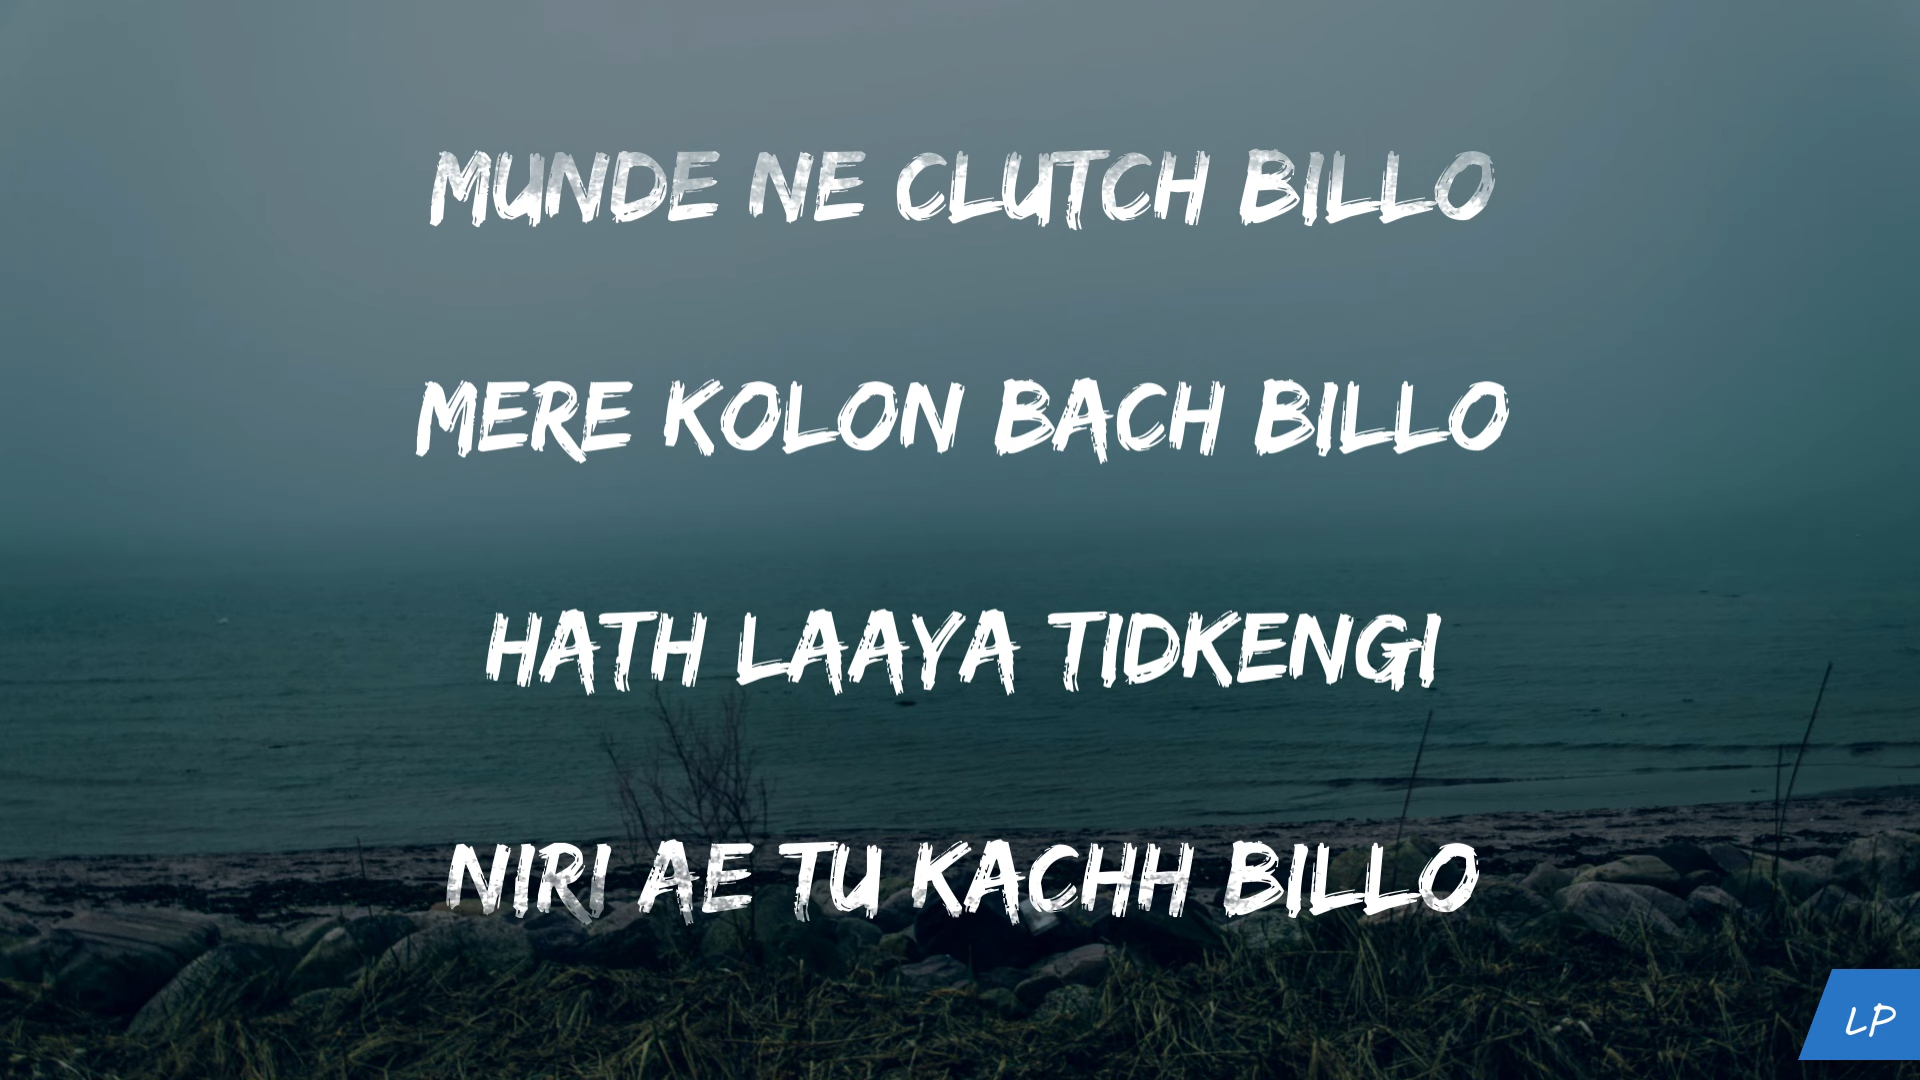 MUNDE NE CLUTCH BILLO
MERE KOLON BACH BILLO
HATH LAAYA TIDKENGI
NIRI AE TU KACHH BILLO
LP